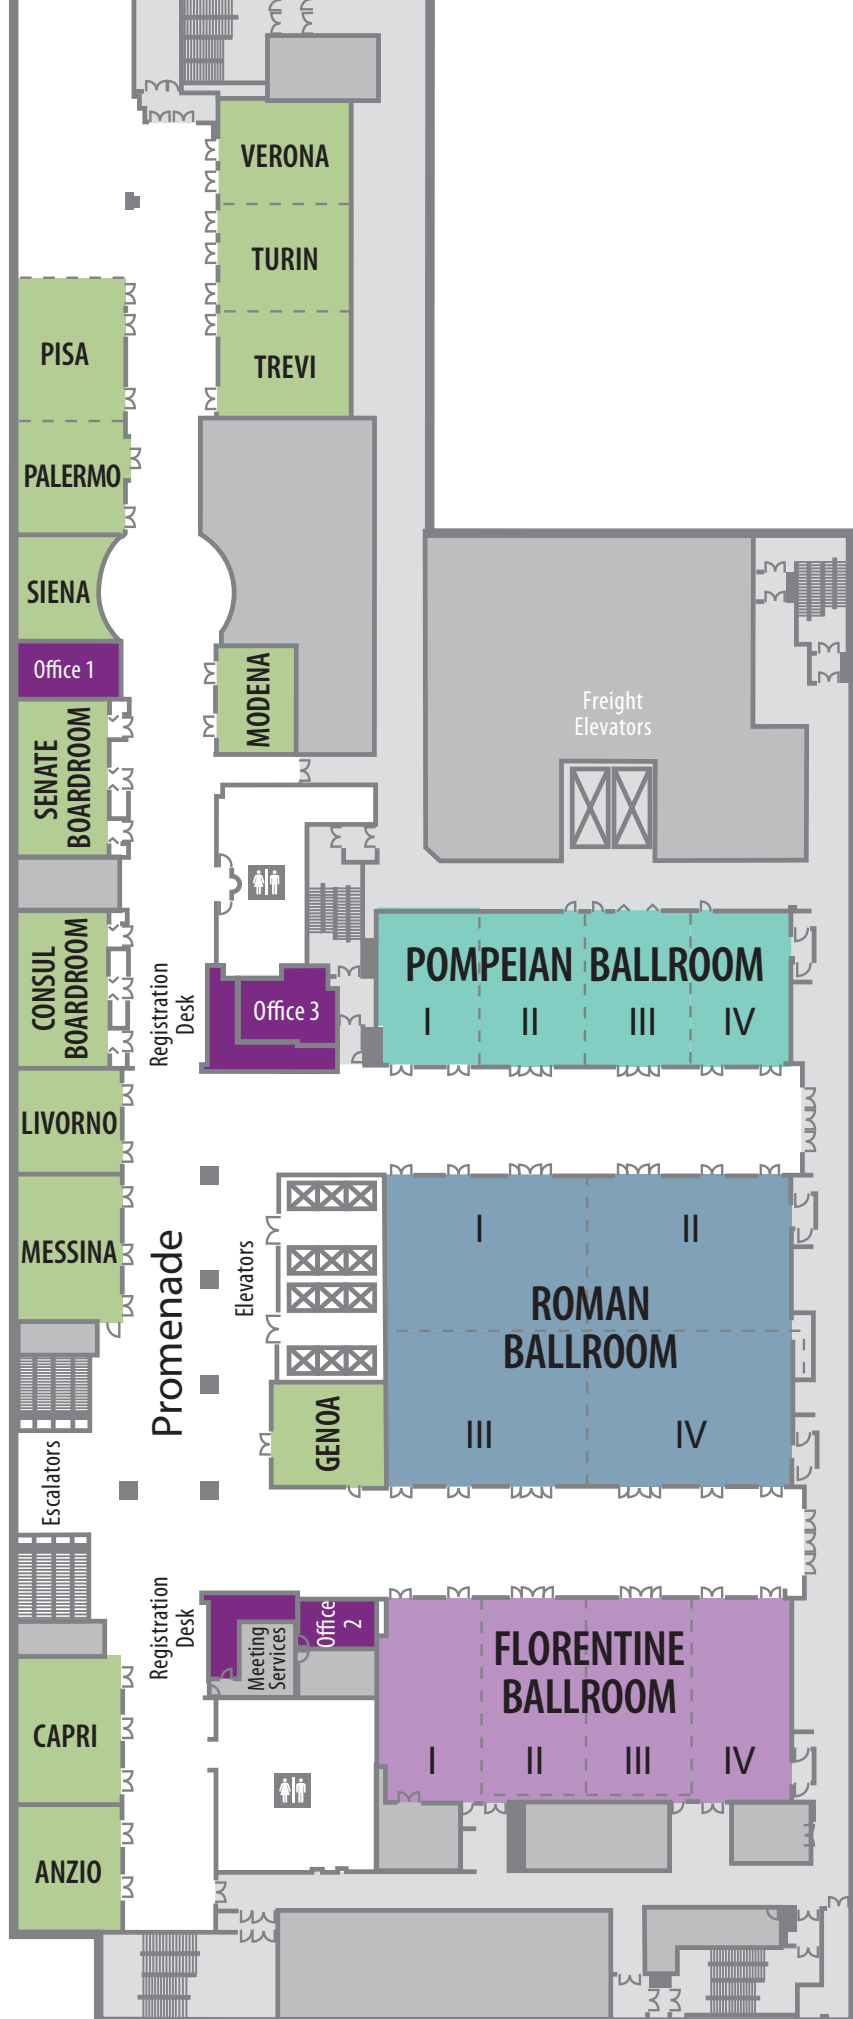 VERONA
TURIN
TREVI
PISA
PALERMO
SIENA
Office 1
MODENA
SENATE
BOARDROOM
Freight
Elevators
CONSUL
BOARDROOM
Registration
Desk
Office 3
POMPEIAN BALLROOM
I
II
III
IV
LIVORNO
MESSINA
Promenade
Elevators
I
II
ROMAN
BALLROOM
III
IV
GENOA
Escalators
Registration
Desk
Office
2
Meeting
Services
FLORENTINE
BALLROOM
I
II
III
IV
CAPRI
ANZIO